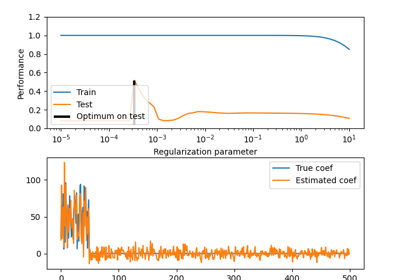 1.2
1.0
0.8
0.6
0.4
0.2
0.0
Performance
Train
Test
Optimum on test
10⁻⁵ 10⁻⁴ 10⁻³ 10⁻² 10⁻¹ 10⁰ 10¹
Regularization parameter
100
50
0
True coef
Estimated coef
0 100 200 300 400 500